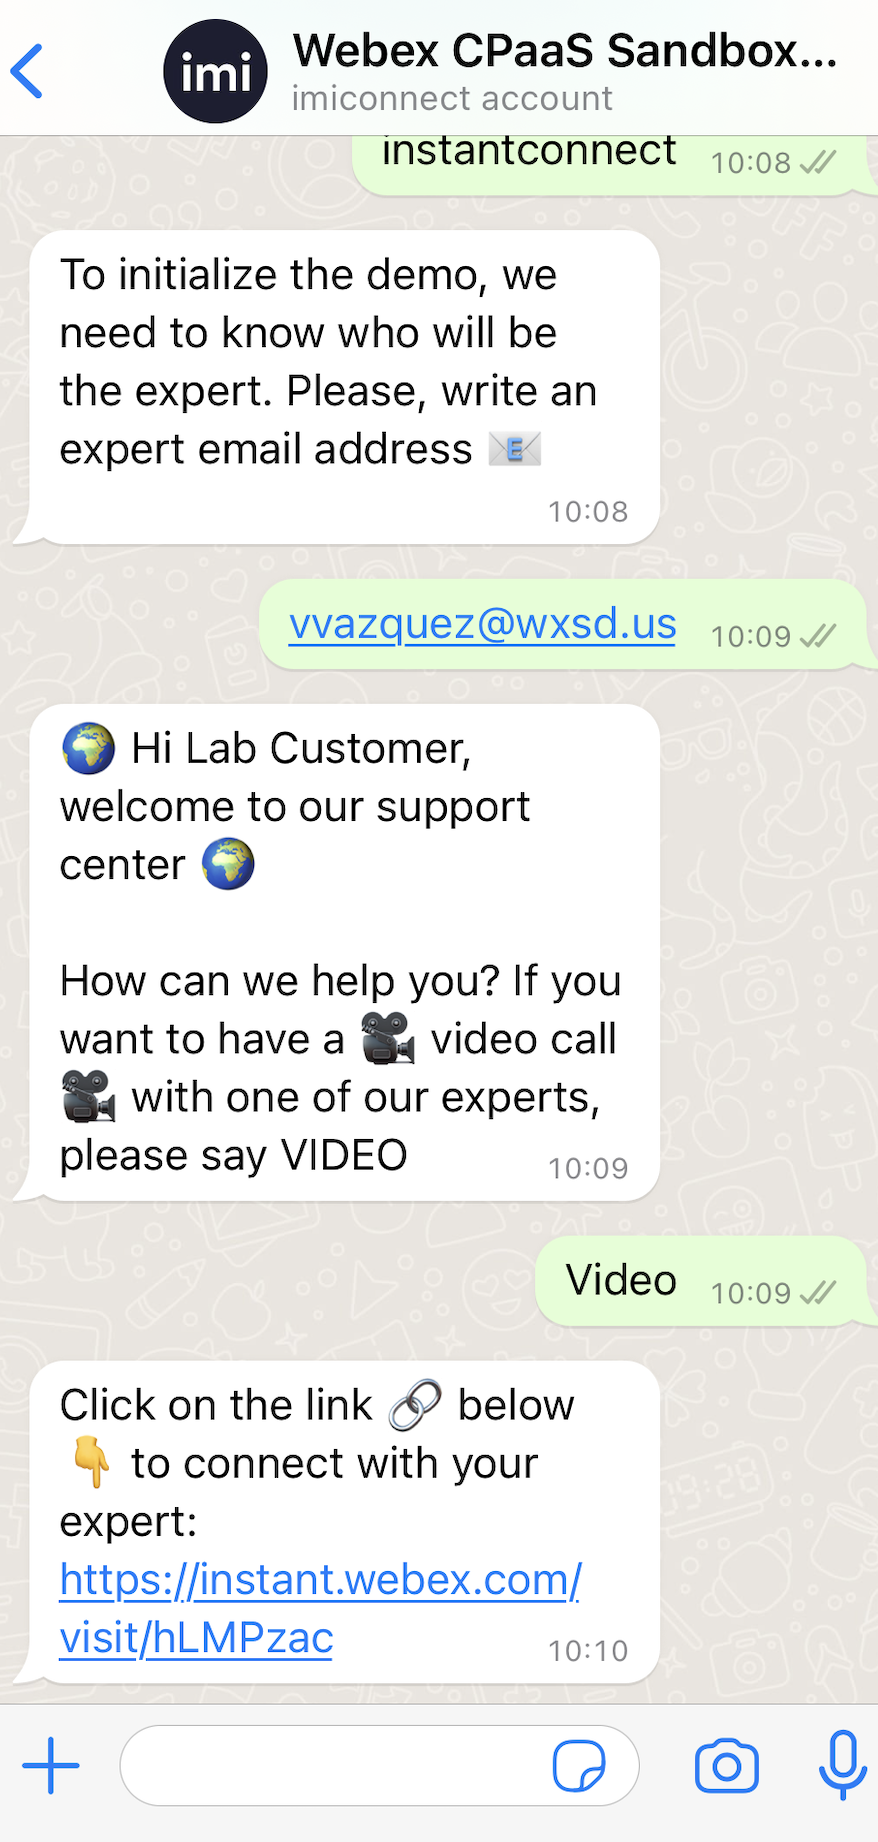 imi
Webex CPaaS Sandbox...
imiconnect account
instantconnect 10:08
To initialize the demo, we
need to know who will be
the expert. Please, write an
expert email address 📧
10:08
vvazquez@wxsd.us 10:09
🌍 Hi Lab Customer,
welcome to our support
center 🌍
How can we help you? If you
want to have a 🎥 video call
🎥 with one of our experts,
please say VIDEO 10:09
Video 10:09
Click on the link 🔗 below
👇 to connect with your
expert:
https://instant.webex.com/
visit/hLMPzac 10:10